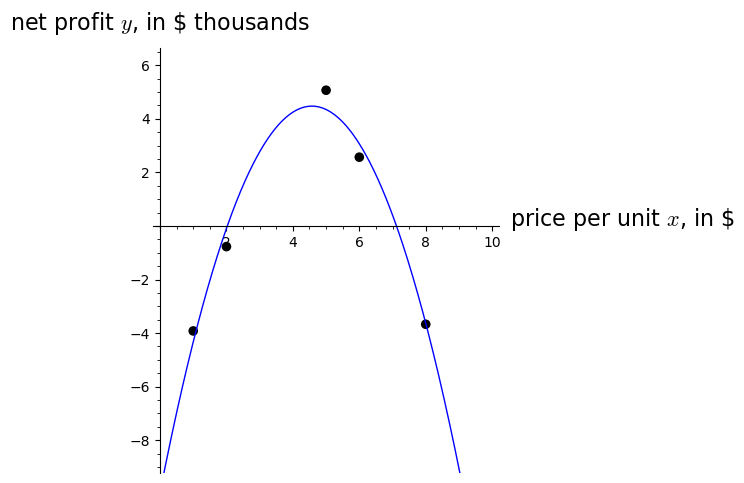 net profit y, in $ thousands
6
4
2
price per unit x, in $
2 4 6 8 10
−2
−4
−6
−8